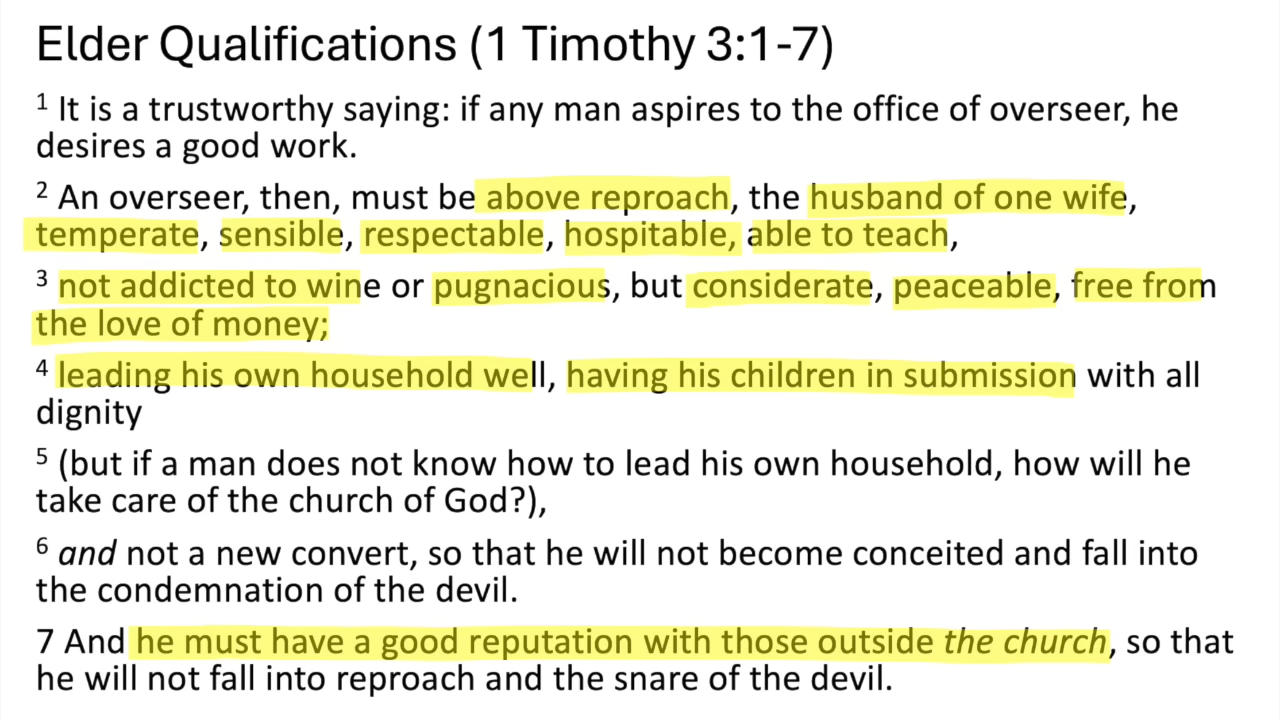 Elder Qualifications (1 Timothy 3:1-7)
1 It is a trustworthy saying: if any man aspires to the office of overseer, he
desires a good work.
2 An overseer, then, must be above reproach, the husband of one wife,
temperate, sensible, respectable, hospitable, able to teach,
3 not addicted to wine or pugnacious, but considerate, peaceable, free from
the love of money;
4 leading his own household well, having his children in submission with all
dignity
5 (but if a man does not know how to lead his own household, how will he
take care of the church of God?),
6 and not a new convert, so that he will not become conceited and fall into
the condemnation of the devil.
7 And he must have a good reputation with those outside the church, so that
he will not fall into reproach and the snare of the devil.